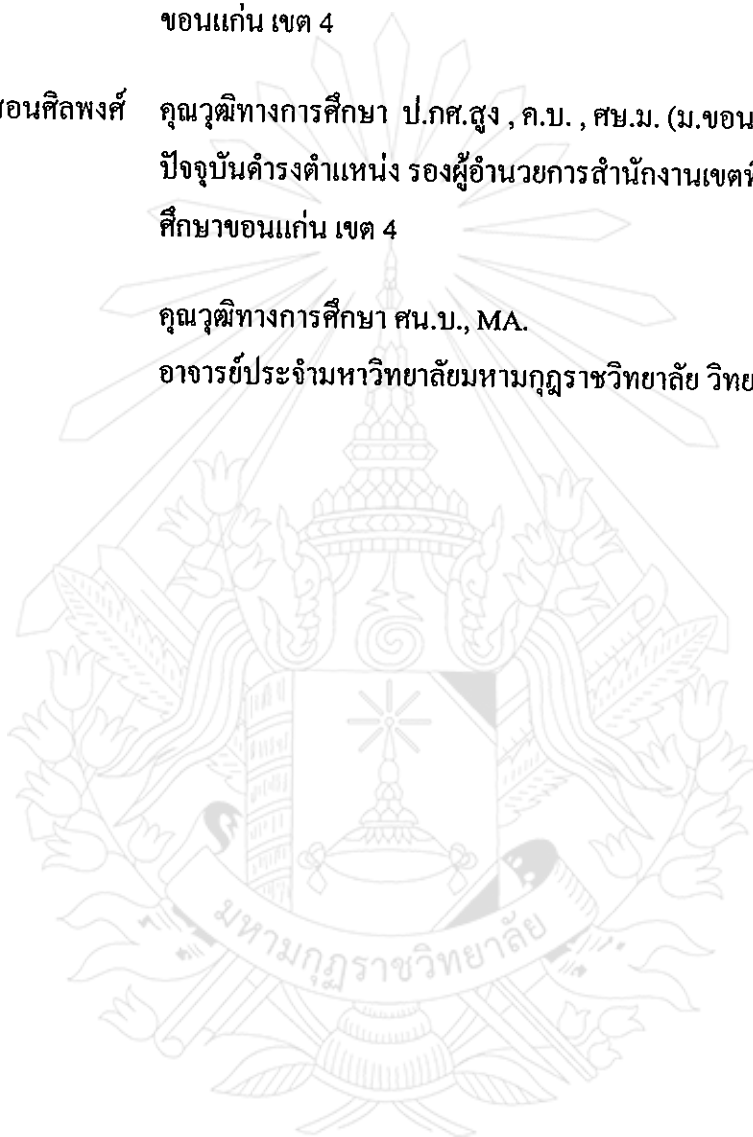 ขอนแก่น เขต 4
สอนศิลพงศ์ คุณวุฒิทางการศึกษา ป.กศ.สูง , ค.บ. , ศษ.ม. (ม.ขอน
ปัจจุบันดำรงตำแหน่ง รองผู้อำนวยการสำนักงานเขตพื
ศึกษาขอนแก่น เขต 4
คุณวุฒิทางการศึกษา ศน.บ., MA.
อาจารย์ประจำมหาวิทยาลัยมหามกุฎราชวิทยาลัย วิทย
มหามกุฏราชวิทยาลัย